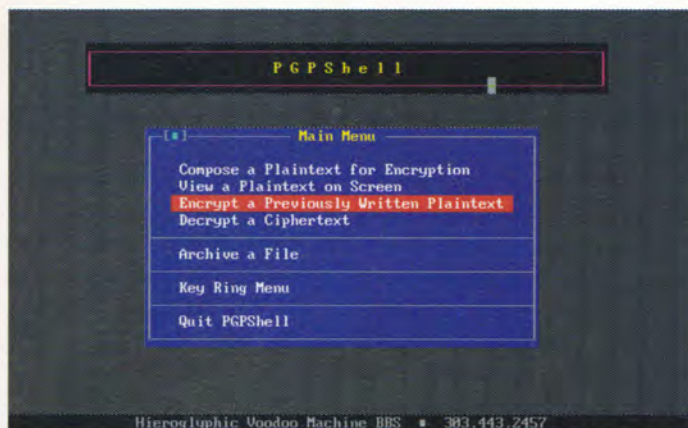 PGPShell
Main Menu
Compose a Plaintext for Encryption
View a Plaintext on Screen
Encrypt a Previously Written Plaintext
Decrypt a Ciphertext
Archive a File
Key Ring Menu
Quit PGPShell
Hieroglyphic Voodoo Machine BBS ■ 303.443.2457